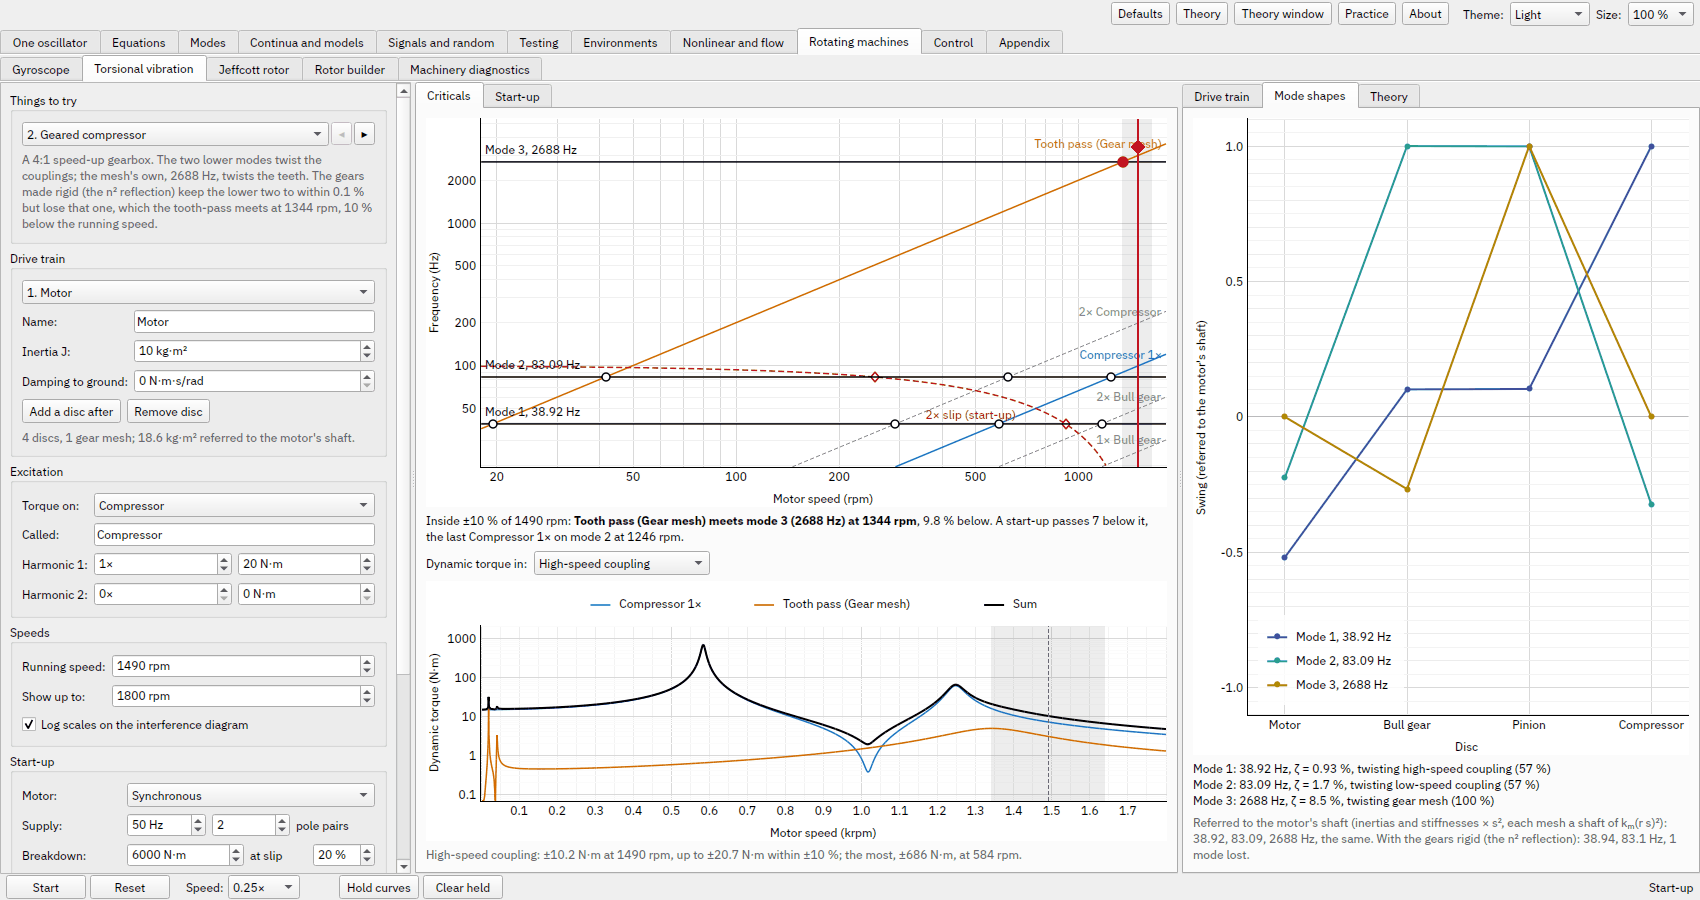 Defaults Theory Theory window Practice About Theme: Light Size: 100 %
One oscillator Equations Modes Continua and models Signals and random Testing Environments Nonlinear and flow Rotating machines Control Appendix
Gyroscope Torsional vibration Jeffcott rotor Rotor builder Machinery diagnostics
Things to try
2. Geared compressor
A 4:1 speed-up gearbox. The two lower modes twist the
couplings; the mesh's own, 2688 Hz, twists the teeth. The gears
made rigid (the n² reflection) keep the lower two to within 0.1 %
but lose that one, which the tooth-pass meets at 1344 rpm, 10 %
below the running speed.
Drive train
1. Motor
Name: Motor
Inertia J: 10 kg·m²
Damping to ground: 0 N·m·s/rad
Add a disc after Remove disc
4 discs, 1 gear mesh; 18.6 kg·m² referred to the motor's shaft.
Excitation
Torque on: Compressor
Called: Compressor
Harmonic 1: 1× 20 N·m
Harmonic 2: 0× 0 N·m
Speeds
Running speed: 1490 rpm
Show up to: 1800 rpm
Log scales on the interference diagram
Start-up
Motor: Synchronous
Supply: 50 Hz 2 pole pairs
Breakdown: 6000 N·m at slip 20 %
Start Reset Speed: 0.25× Hold curves Clear held Start-up
Criticals Start-up
Tooth pass (Gear mesh)
Mode 3, 2688 Hz
2× Compressor
Compressor 1×
Mode 2, 83.09 Hz
2× Bull gear
Mode 1, 38.92 Hz
2× slip (start-up)
1× Bull gear
Frequency (Hz)
2000
1000
500
200
100
50
20 50 100 200 500 1000
Motor speed (rpm)
Inside ±10 % of 1490 rpm: Tooth pass (Gear mesh) meets mode 3 (2688 Hz) at 1344 rpm, 9.8 % below. A start-up passes 7 below it,
the last Compressor 1× on mode 2 at 1246 rpm.
Dynamic torque in: High-speed coupling
Compressor 1× Tooth pass (Gear mesh) Sum
Dynamic torque (N·m)
1000
100
10
1
0.1
0.1 0.2 0.3 0.4 0.5 0.6 0.7 0.8 0.9 1.0 1.1 1.2 1.3 1.4 1.5 1.6 1.7
Motor speed (krpm)
High-speed coupling: ±10.2 N·m at 1490 rpm, up to ±20.7 N·m within ±10 %; the most, ±686 N·m, at 584 rpm.
Drive train Mode shapes Theory
Swing (referred to the motor's shaft)
1.0
0.5
0
-0.5
-1.0
Mode 1, 38.92 Hz
Mode 2, 83.09 Hz
Mode 3, 2688 Hz
Motor Bull gear Pinion Compressor
Disc
Mode 1: 38.92 Hz, ζ = 0.93 %, twisting high-speed coupling (57 %)
Mode 2: 83.09 Hz, ζ = 1.7 %, twisting low-speed coupling (57 %)
Mode 3: 2688 Hz, ζ = 8.5 %, twisting gear mesh (100 %)
Referred to the motor's shaft (inertias and stiffnesses × s², each mesh a shaft of kₘ(r s)²):
38.92, 83.09, 2688 Hz, the same. With the gears rigid (the n² reflection): 38.94, 83.1 Hz, 1
mode lost.